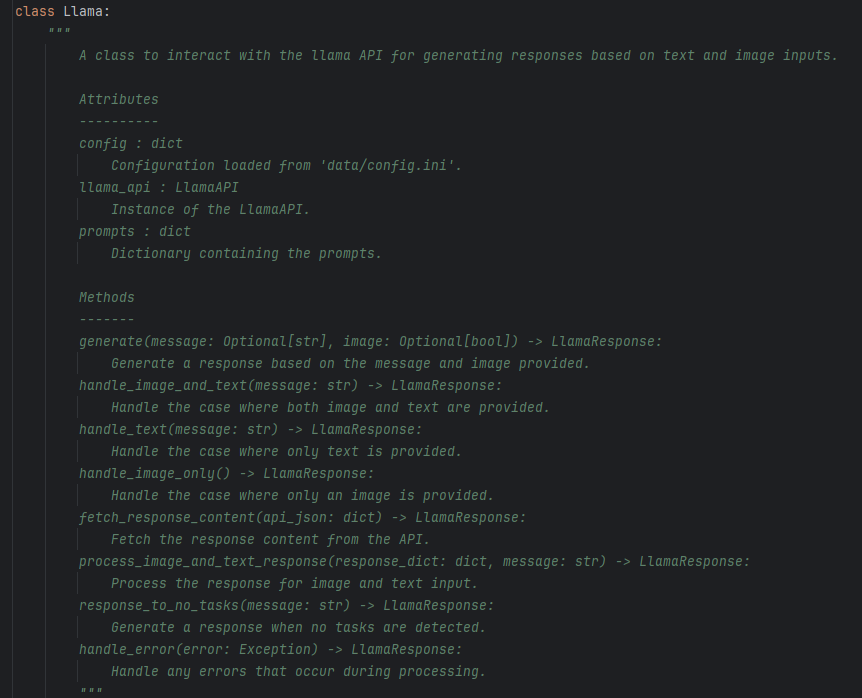 class Llama:
"""
A class to interact with the llama API for generating responses based on text and image inputs.
Attributes
----------
config : dict
Configuration loaded from 'data/config.ini'.
llama_api : LlamaAPI
Instance of the LlamaAPI.
prompts : dict
Dictionary containing the prompts.
Methods
-------
generate(message: Optional[str], image: Optional[bool]) -> LlamaResponse:
Generate a response based on the message and image provided.
handle_image_and_text(message: str) -> LlamaResponse:
Handle the case where both image and text are provided.
handle_text(message: str) -> LlamaResponse:
Handle the case where only text is provided.
handle_image_only() -> LlamaResponse:
Handle the case where only an image is provided.
fetch_response_content(api_json: dict) -> LlamaResponse:
Fetch the response content from the API.
process_image_and_text_response(response_dict: dict, message: str) -> LlamaResponse:
Process the response for image and text input.
response_to_no_tasks(message: str) -> LlamaResponse:
Generate a response when no tasks are detected.
handle_error(error: Exception) -> LlamaResponse:
Handle any errors that occur during processing.
"""